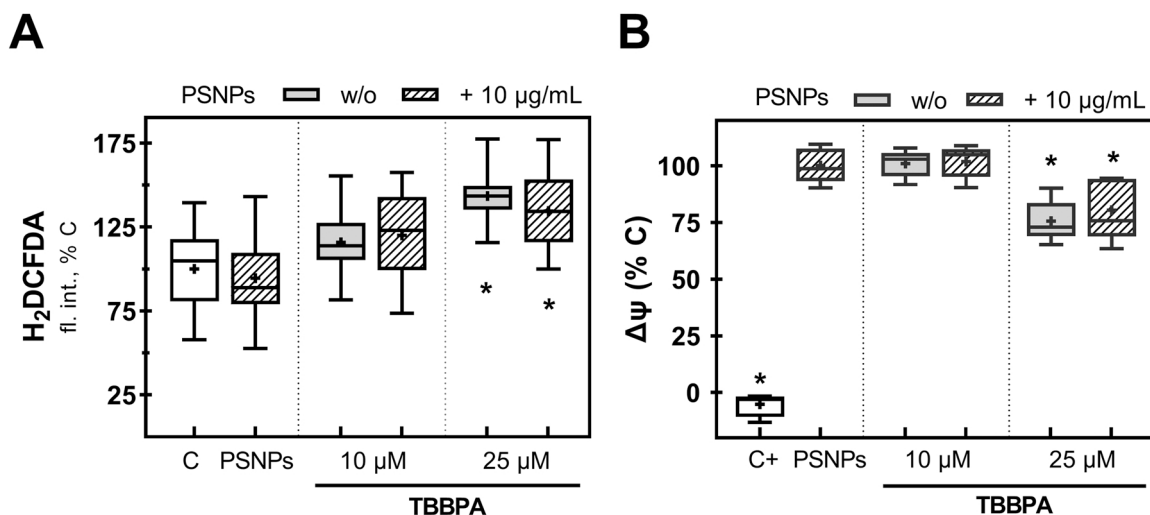 A
PSNPs w/o + 10 µg/mL
H₂DCFDA
fl. int., % C
175
125
75
25
*
*
C PSNPs 10 µM 25 µM
TBBPA
B
PSNPs w/o + 10 µg/mL
Δψ (% C)
100
75
50
25
0
*
*
*
C+ PSNPs 10 µM 25 µM
TBBPA